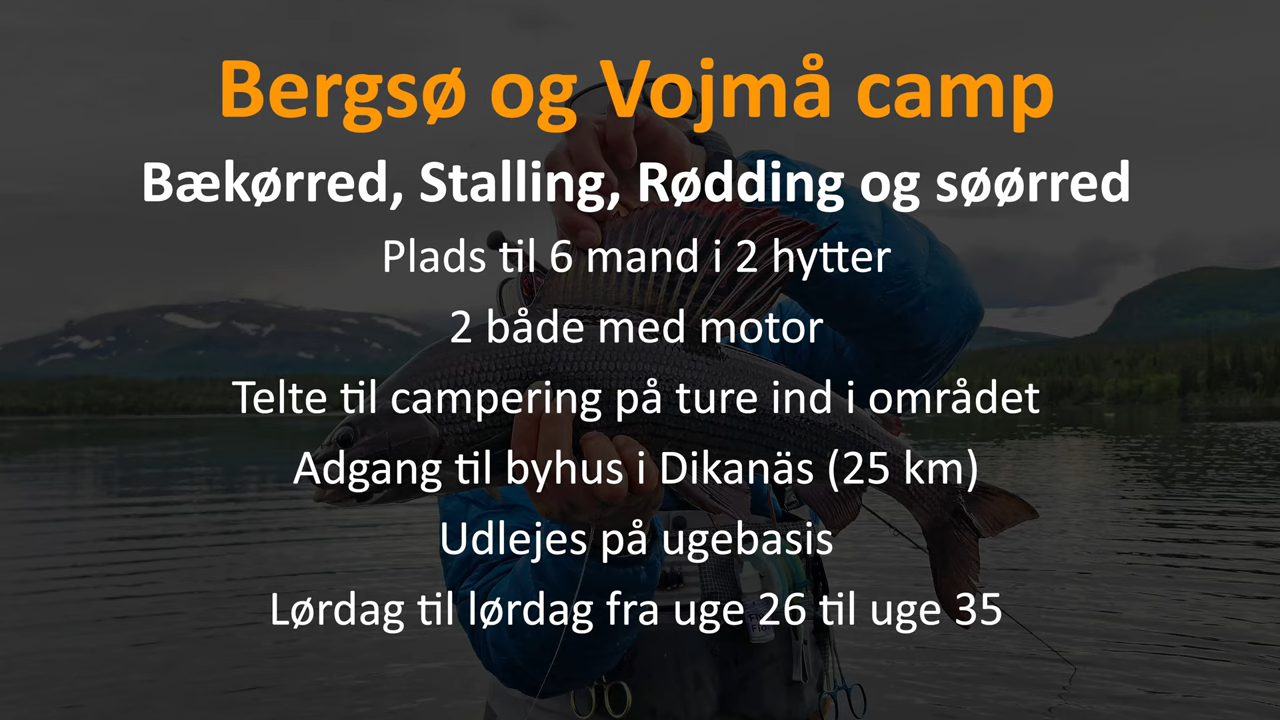 Bergsø og Vojmå camp
Bækørred, Stalling, Rødding og søørred
Plads til 6 mand i 2 hytter
2 både med motor
Telte til campering på ture ind i området
Adgang til byhus i Dikanäs (25 km)
Udlejes på ugebasis
Lørdag til lørdag fra uge 26 til uge 35